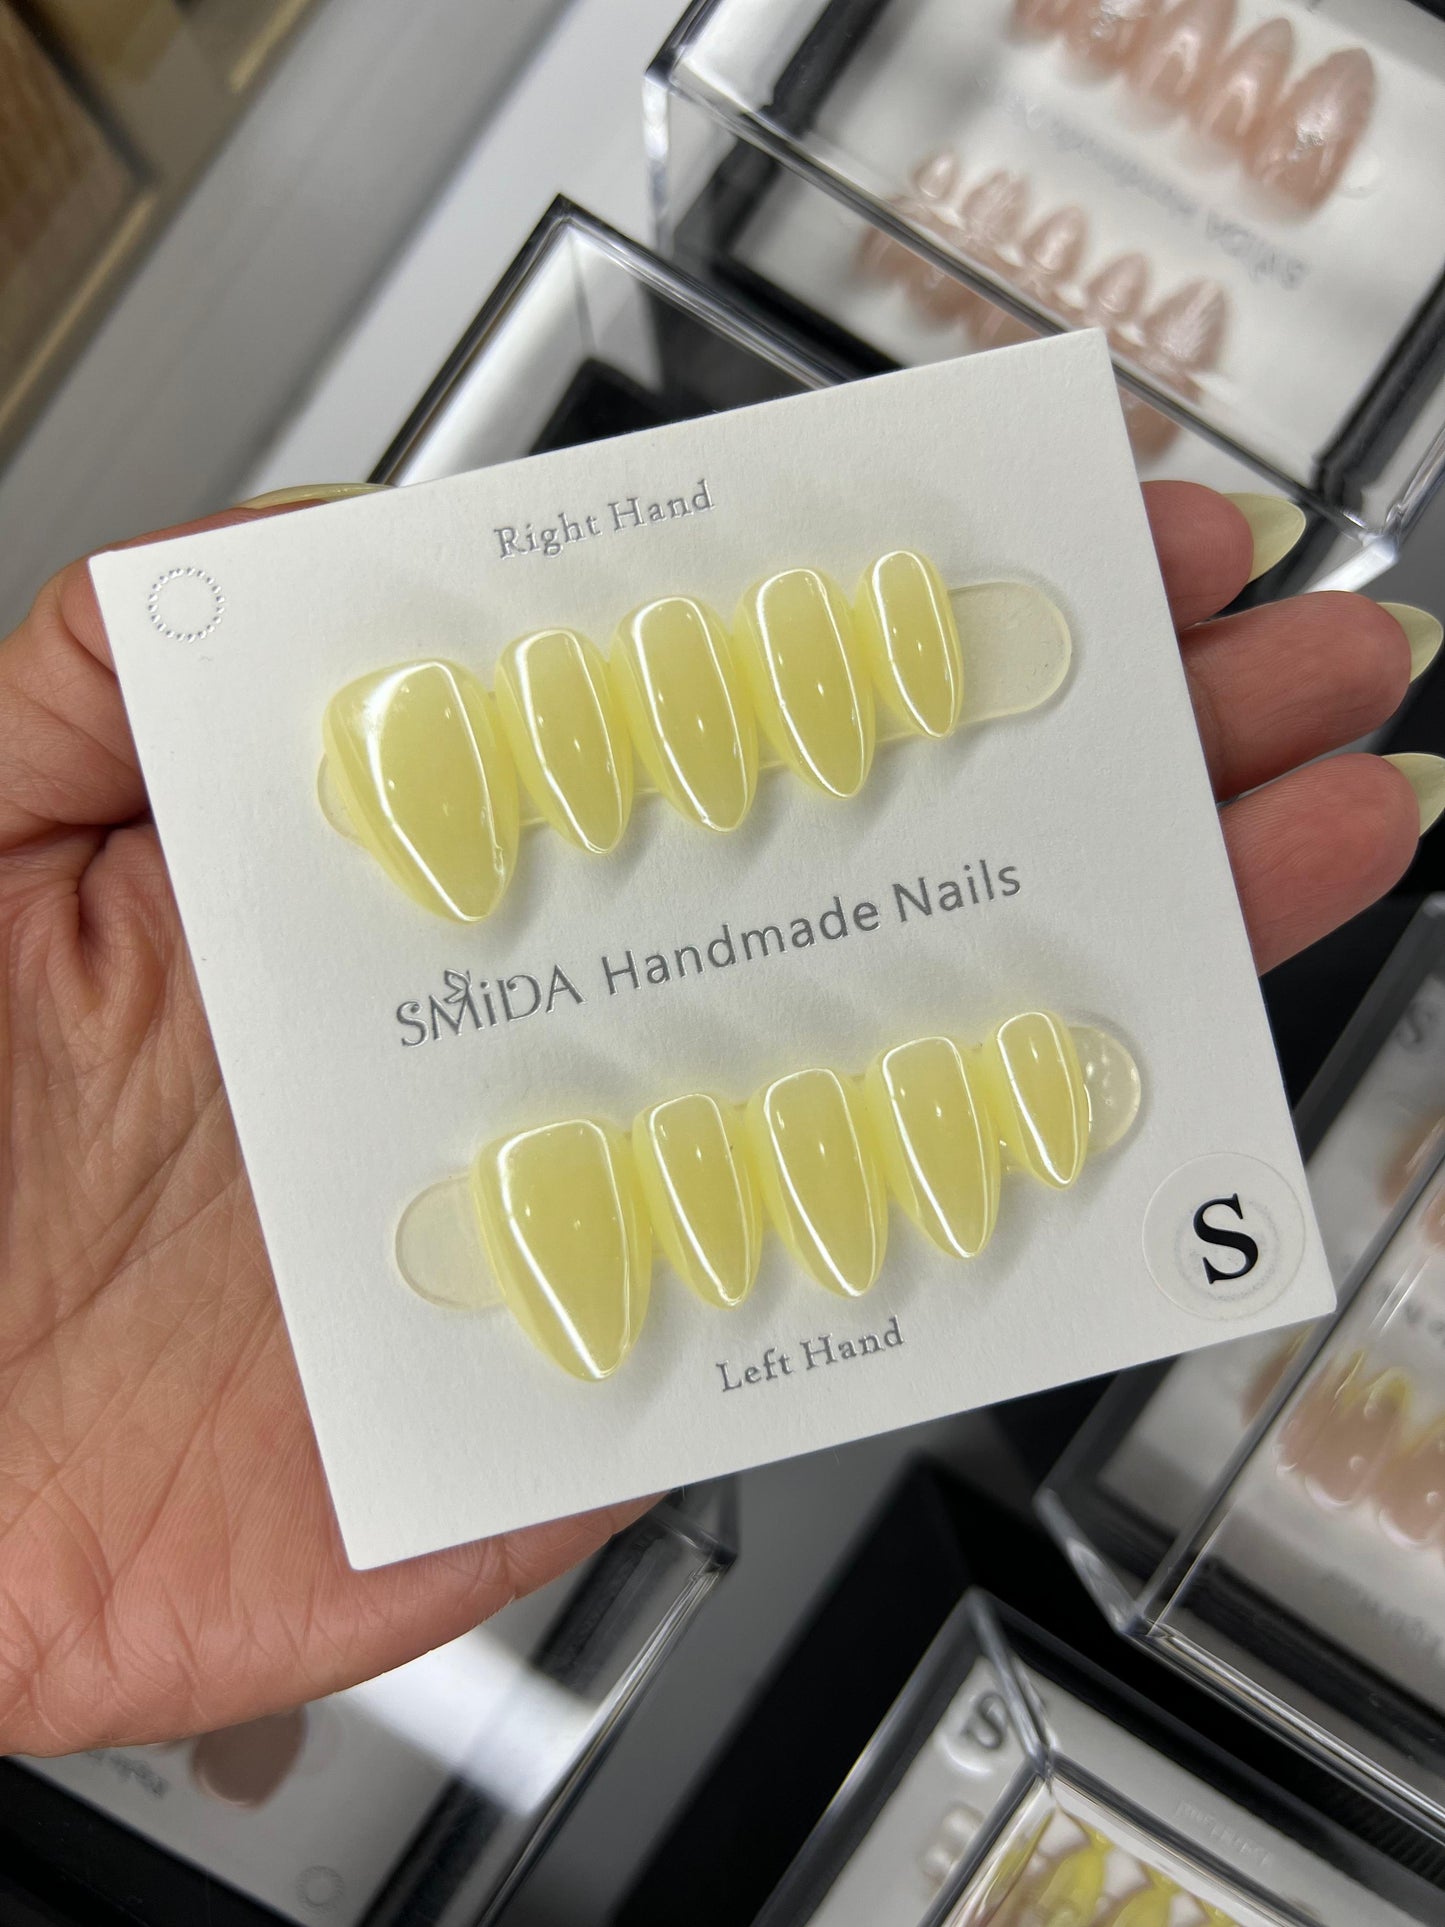 Right Hand
SMiDA Handmade Nails
Left Hand
S
S